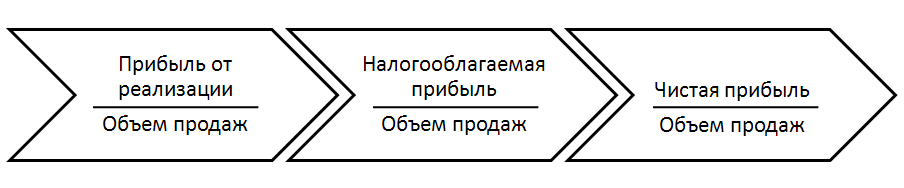 Прибыль от
реализации
Объем продаж
Налогооблагаемая
прибыль
Объем продаж
Чистая прибыль
Объем продаж